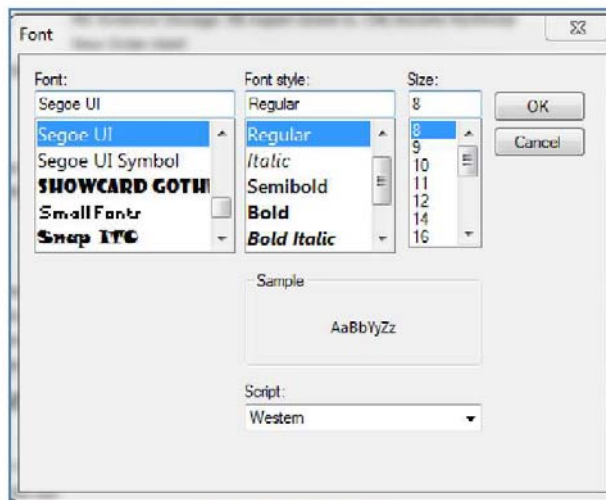 Font
Font:
Font style:
Size:
Segoe UI
Regular
8
OK
Segoe UI
Segoe UI Symbol
SHOWCARD GOTHI
Small Fonts
Snap ITC
Regular
Italic
Semibold
Bold
Bold Italic
8
9
10
11
12
14
16
Cancel
Sample
AaBbYyZz
Script:
Western